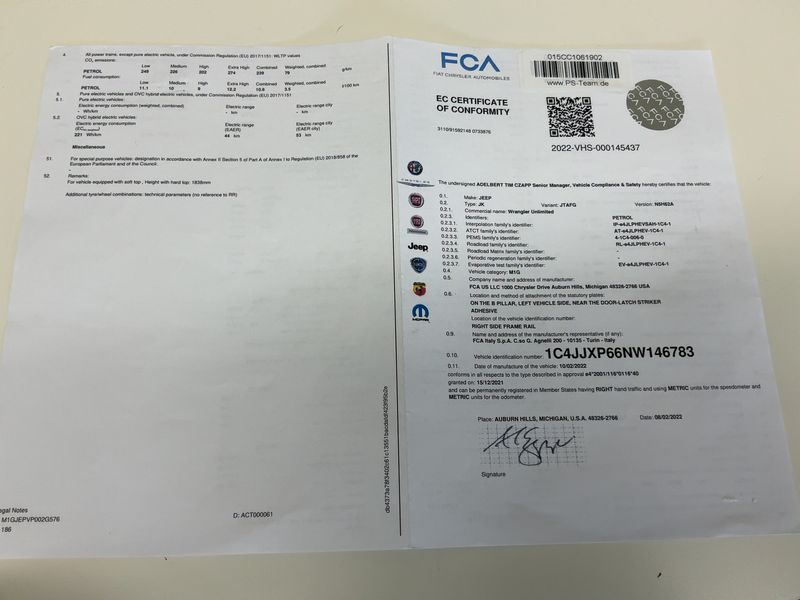 4. All power trains, except pure electric vehicle, under Commission Regulation (EU) 2017/1151: WLTP values
CO2 emissions:
Low Medium High Extra High Combined Weighted, combined
PETROL 249 226 202 274 239 79 g/km
Fuel consumption:
Low Medium High Extra High Combined Weighted, combined
PETROL 11.1 10 9 12.2 10.6 3.5 l/100 km
5. Pure electric vehicles and OVC hybrid electric vehicles, under Commission Regulation (EU) 2017/1151
5.1. Pure electric vehicles:
Electric energy consumption (weighted, combined) Electric range Electric range city
- Wh/km - km - km
5.2. OVC hybrid electric vehicles:
Electric energy consumption Electric range Electric range
(EC (EAER) (EAER city)
221 Wh/km 44 km 53 km
Miscellaneous
51. For special purpose vehicles: designation in accordance with Annex II Section 5 of Part A of Annex I to Regulation (EU) 2018/858 of the
European Parliament and of the Council:
-
52. Remarks:
For vehicle equipped with soft top , Height with hard top: 1838mm
Additional tyre/wheel combinations: technical parameters (no reference to RR)
egal Notes
M1GJEPVP002G576
186
D: ACT000061
FCA
FIAT CHRYSLER AUTOMOBILES
015CC1061902
www.PS-Team.de
EC CERTIFICATE
OF CONFORMITY
3110/91592148 0733876
2022-VHS-000145437
The undersigned ADELBERT TIM CZAPP Senior Manager, Vehicle Compliance & Safety hereby certifies that the vehicle:
0.1. Make: JEEP
0.2. Type: JK Variant: JTAFG Version: N5H62A
0.2.1. Commercial name: Wrangler Unlimited
0.2.3. Identifiers: PETROL
0.2.3.1. Interpolation family's identifier: IP-e4JLPHEVSAH-1C4-1
0.2.3.2. ATCT family's identifier: AT-e4JLPHEV-1C4-1
0.2.3.3. PEMS family's identifier: 4-1C4-006-0
0.2.3.4. Roadload family's identifier: RL-e4JLPHEV-1C4-1
0.2.3.5. Roadload Matrix family's identifier: -
0.2.3.6. Periodic regeneration family's identifier: -
0.2.3.7. Evaporative test family's identifier: EV-e4JLPHEV-1C4-1
0.4. Vehicle category: M1G
0.5. Company name and address of manufacturer:
FCA US LLC 1000 Chrysler Drive Auburn Hills, Michigan 48326-2766 USA
0.6. Location and method of attachment of the statutory plates:
ON THE B PILLAR, LEFT VEHICLE SIDE, NEAR THE DOOR-LATCH STRIKER
ADHESIVE
Location of the vehicle identification number:
RIGHT SIDE FRAME RAIL
0.9. Name and address of the manufacturer's representative (if any):
FCA Italy S.p.A. C.so G. Agnelli 200 - 10135 - Turin - Italy
0.10. Vehicle identification number: 1C4JJXP66NW146783
0.11. Date of manufacture of the vehicle: 10/02/2022
conforms in all respects to the type described in approval e4*2001/116*0116*40
granted on: 15/12/2021
and can be permanently registered in Member States having RIGHT hand traffic and using METRIC units for the speedometer and
METRIC units for the odometer.
Place: AUBURN HILLS, MICHIGAN, U.S.A. 48326-2766 Date: 08/02/2022
Signature
Jeep
MOPAR